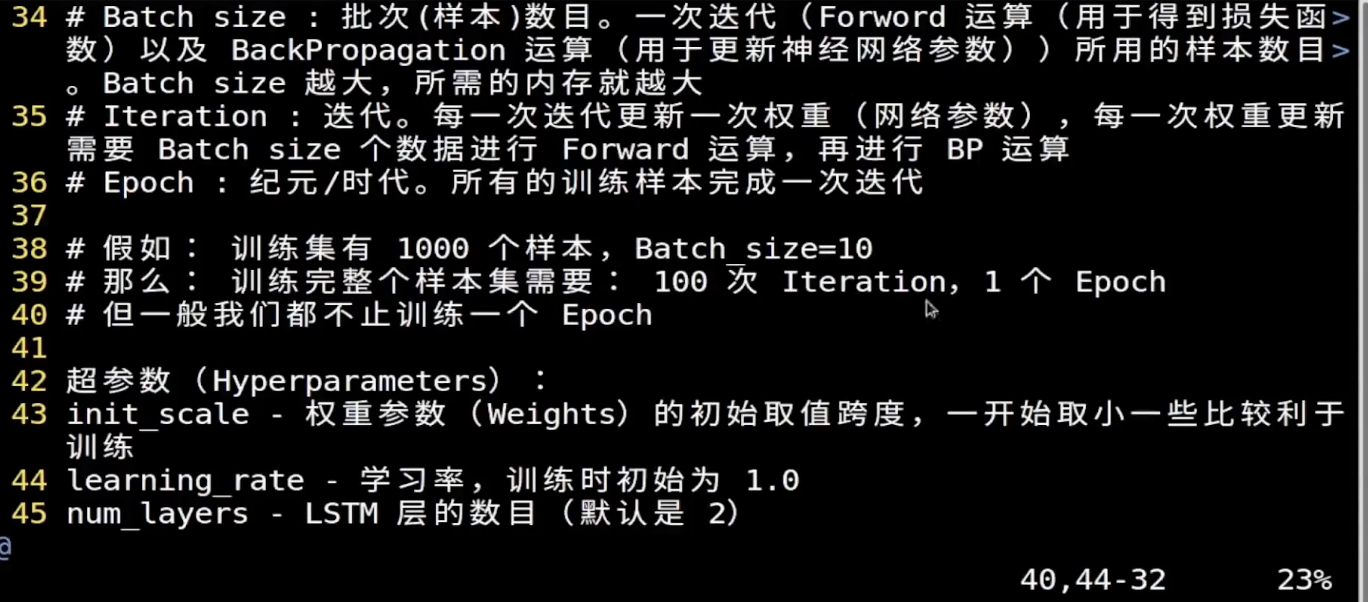 34 # Batch size : 批次(样本)数目。一次迭代（Forword 运算（用于得到损失函>
数）以及 BackPropagation 运算（用于更新神经网络参数））所用的样本数目>
。Batch size 越大，所需的内存就越大
35 # Iteration : 迭代。每一次迭代更新一次权重（网络参数），每一次权重更新
需要 Batch size 个数据进行 Forward 运算，再进行 BP 运算
36 # Epoch : 纪元/时代。所有的训练样本完成一次迭代
37
38 # 假如： 训练集有 1000 个样本，Batch_size=10
39 # 那么： 训练完整个样本集需要： 100 次 Iteration，1 个 Epoch
40 # 但一般我们都不止训练一个 Epoch
41
42 超参数（Hyperparameters）：
43 init_scale - 权重参数（Weights）的初始取值跨度，一开始取小一些比较利于
训练
44 learning_rate - 学习率，训练时初始为 1.0
45 num_layers - LSTM 层的数目（默认是 2）
@
40,44-32 23%